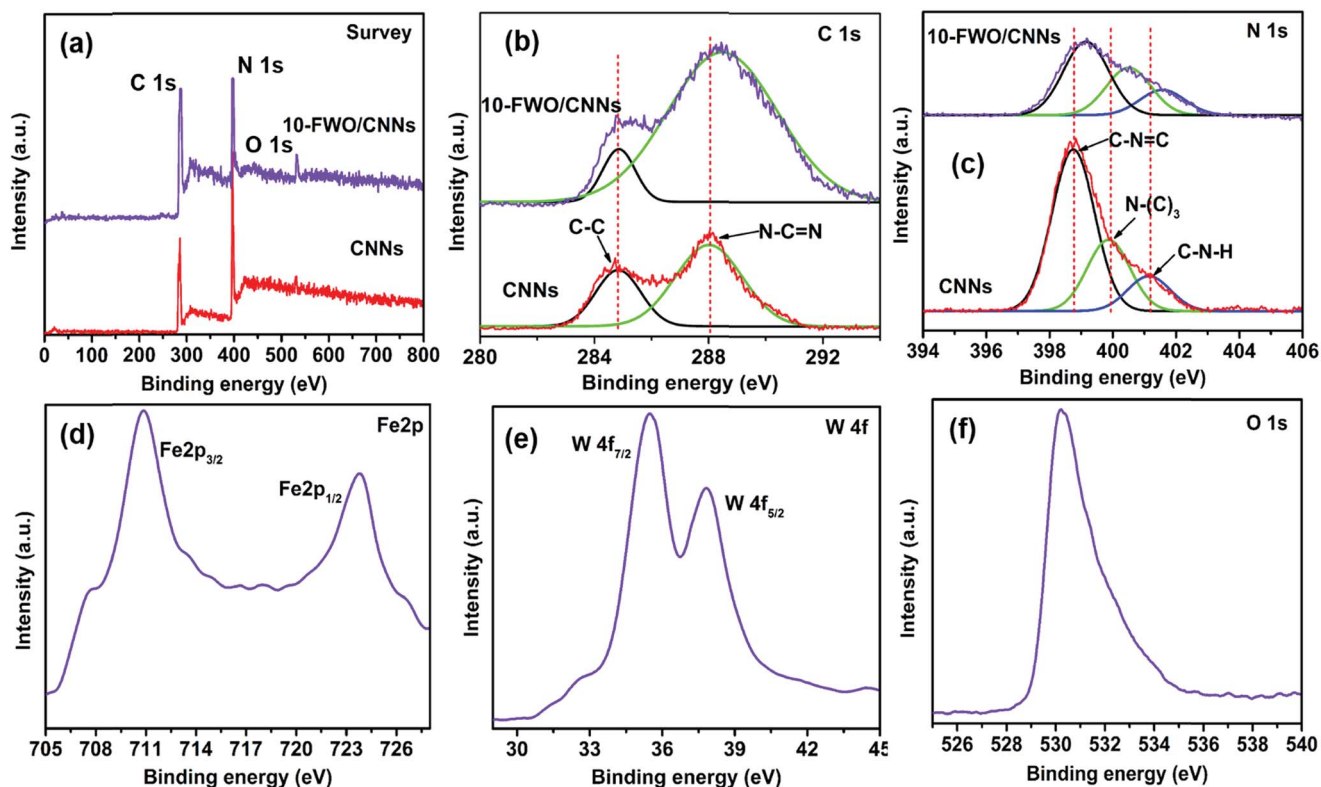 (a)
Survey
C 1s
N 1s
10-FWO/CNNs
O 1s
CNNs
Intensity (a.u.)
0 100 200 300 400 500 600 700 800
Binding energy (eV)
(b)
C 1s
10-FWO/CNNs
C-C
N-C=N
CNNs
Intensity (a.u.)
280 284 288 292
Binding energy (eV)
N 1s
10-FWO/CNNs
(c)
C-N=C
N-(C)3
C-N-H
CNNs
Intensity (a.u.)
394 396 398 400 402 404 406
Binding energy (eV)
(d)
Fe2p
Fe2p3/2
Fe2p1/2
Intensity (a.u.)
705 708 711 714 717 720 723 726
Binding energy (eV)
(e)
W 4f
W 4f7/2
W 4f5/2
Intensity (a.u.)
30 33 36 39 42 45
Binding energy (eV)
(f)
O 1s
Intensity (a.u.)
526 528 530 532 534 536 538 540
Binding energy (eV)